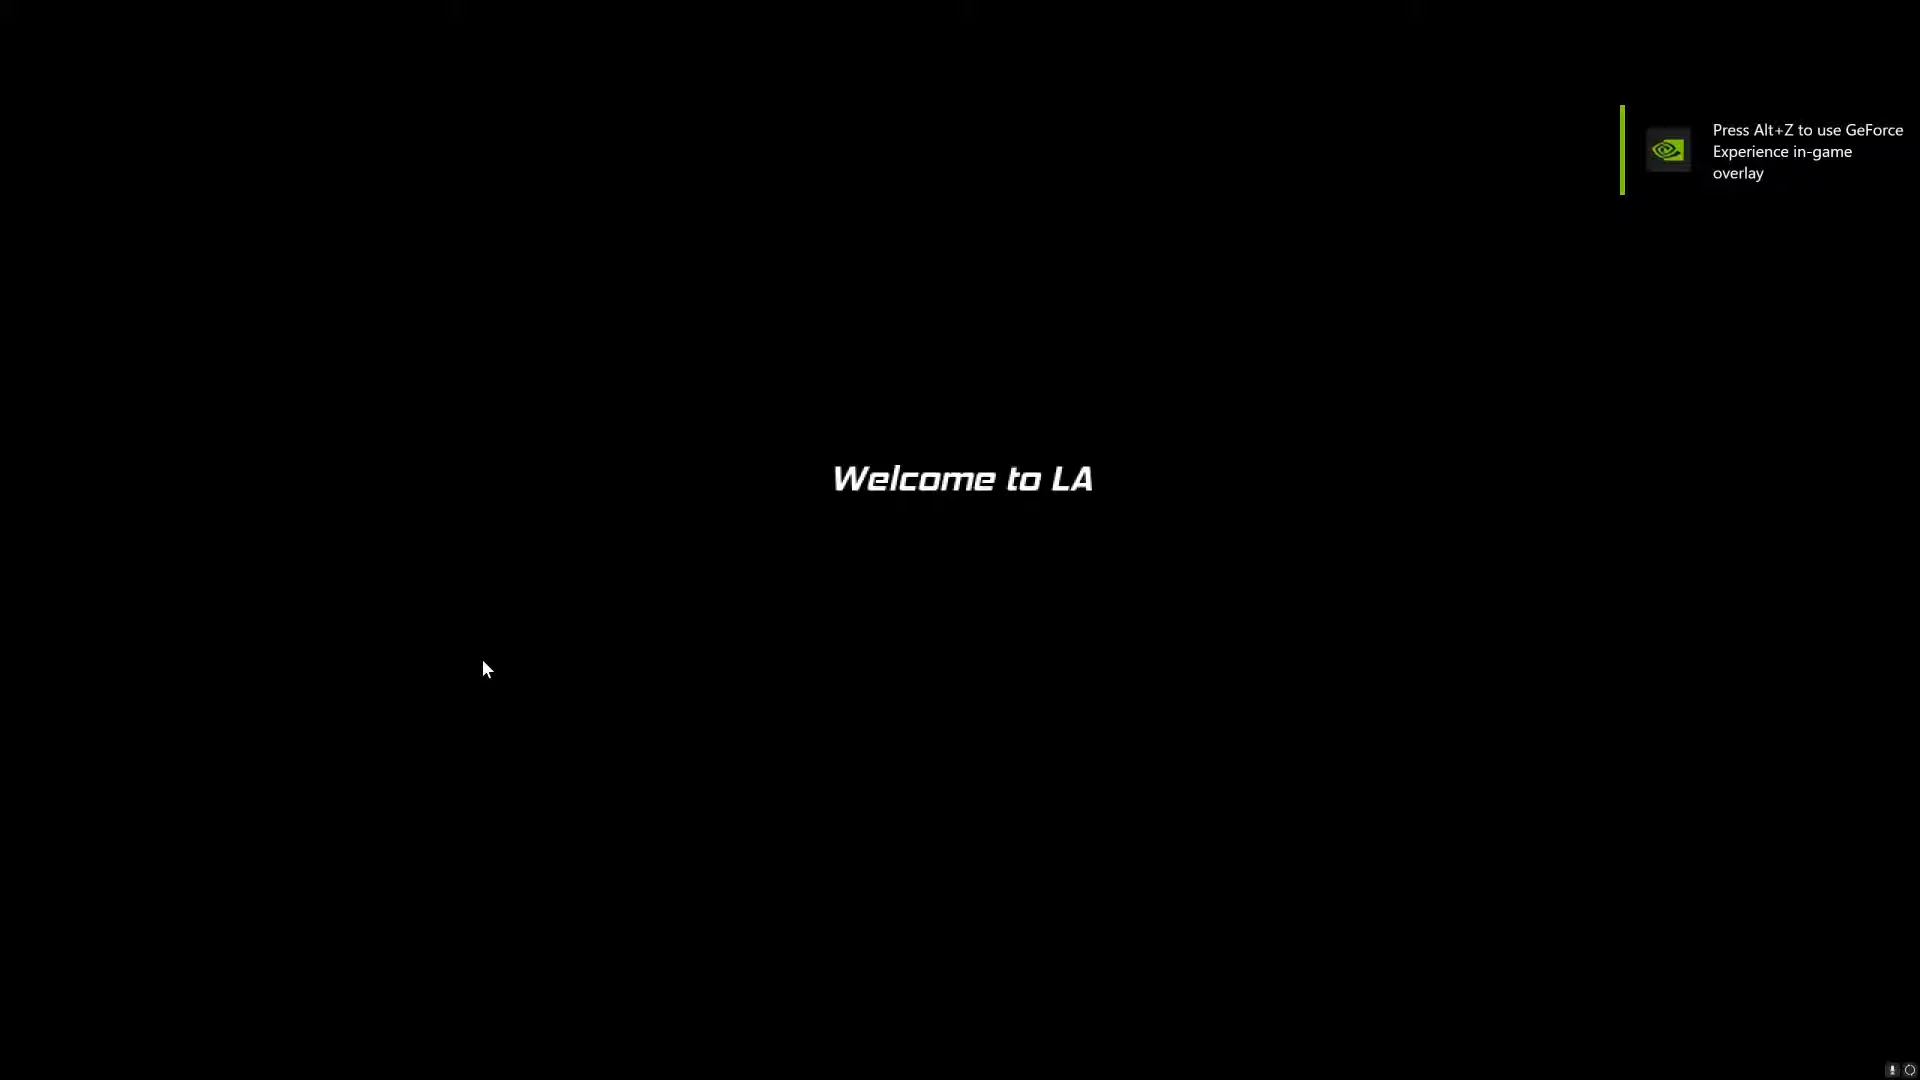 Press Alt+Z to use GeForce
Experience in-game
overlay
Welcome to LA